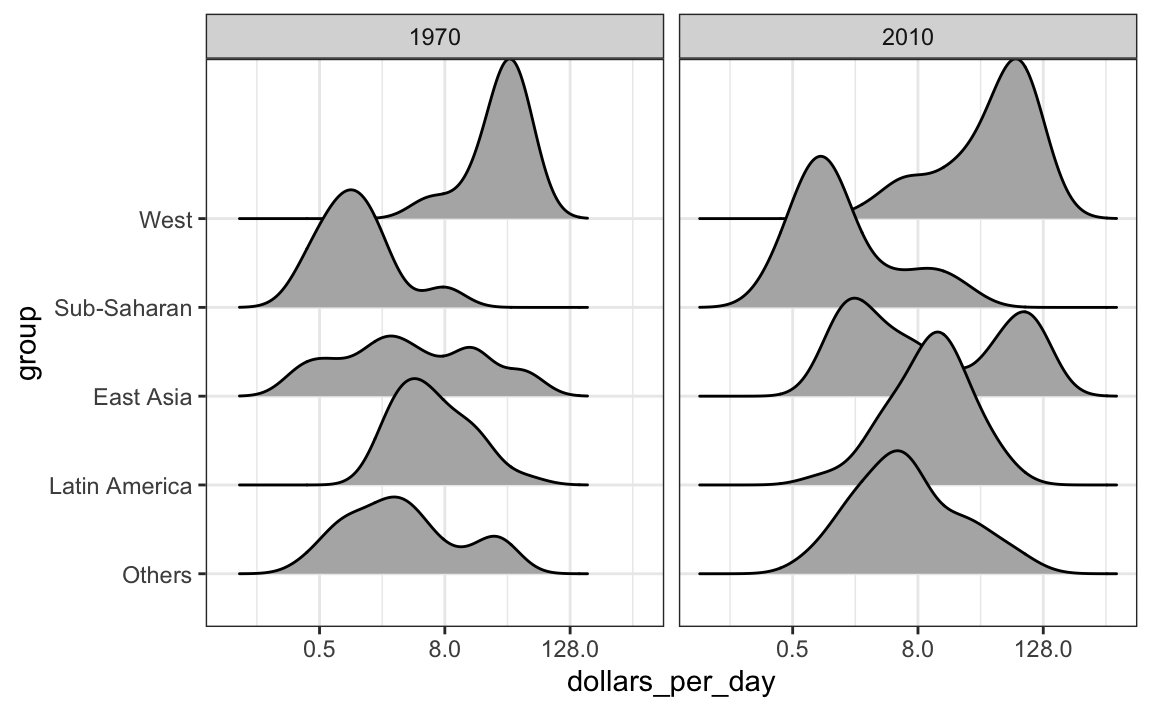 1970
2010
group
West
Sub-Saharan
East Asia
Latin America
Others
0.5 8.0 128.0
0.5 8.0 128.0
dollars_per_day